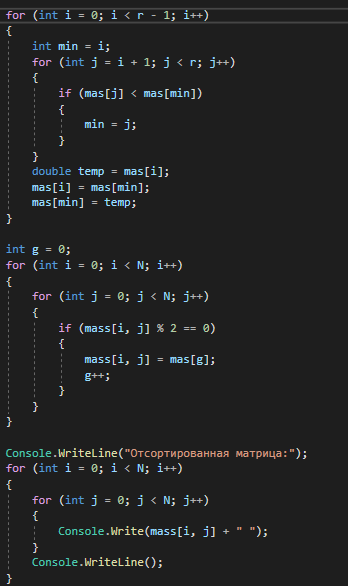 for (int i = 0; i < r - 1; i++)
{
    int min = i;
    for (int j = i + 1; j < r; j++)
    {
        if (mas[j] < mas[min])
        {
            min = j;
        }
    }
    double temp = mas[i];
    mas[i] = mas[min];
    mas[min] = temp;
}

int g = 0;
for (int i = 0; i < N; i++)
{
    for (int j = 0; j < N; j++)
    {
        if (mass[i, j] % 2 == 0)
        {
            mass[i, j] = mas[g];
            g++;
        }
    }
}

Console.WriteLine("Отсортированная матрица:");
for (int i = 0; i < N; i++)
{
    for (int j = 0; j < N; j++)
    {
        Console.Write(mass[i, j] + " ");
    }
    Console.WriteLine();
}